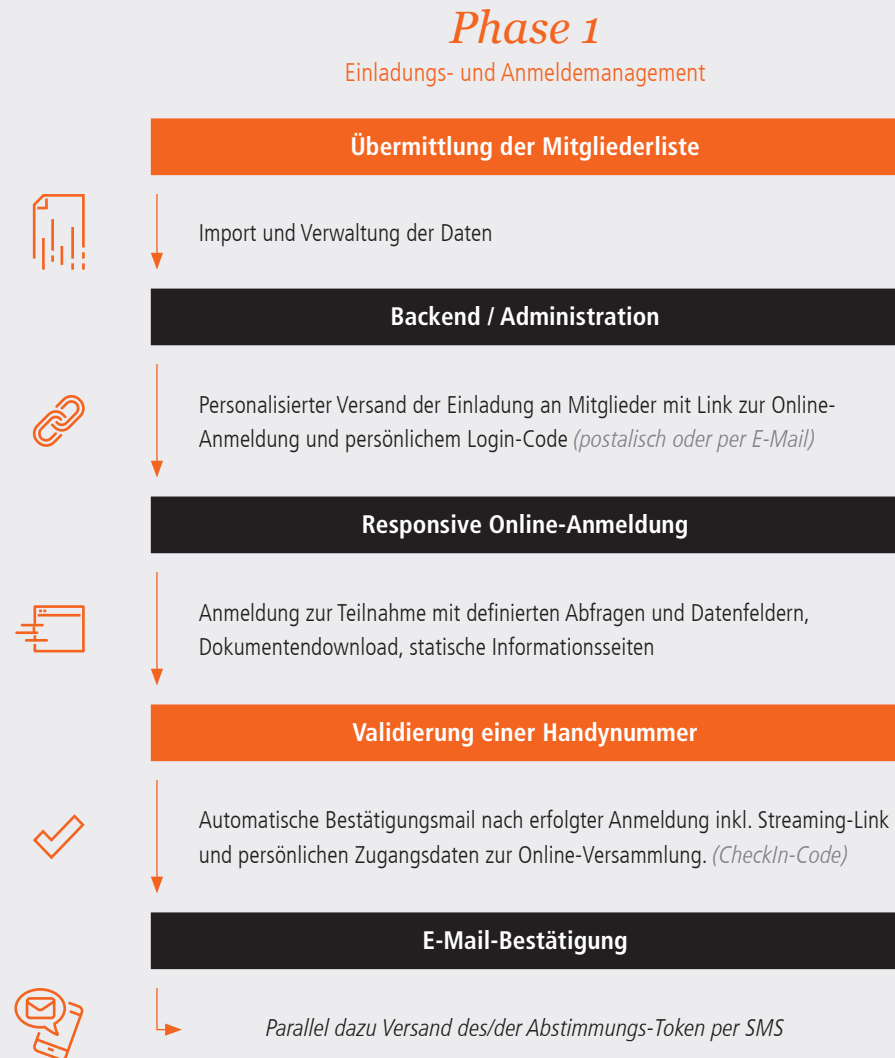 Phase 1
Einladungs- und Anmeldemanagement
Übermittlung der Mitgliederliste
Import und Verwaltung der Daten
Backend / Administration
Personalisierter Versand der Einladung an Mitglieder mit Link zur Online-
Anmeldung und persönlichem Login-Code (postalisch oder per E-Mail)
Responsive Online-Anmeldung
Anmeldung zur Teilnahme mit definierten Abfragen und Datenfeldern,
Dokumentendownload, statische Informationsseiten
Validierung einer Handynummer
Automatische Bestätigungsmail nach erfolgter Anmeldung inkl. Streaming-Link
und persönlichen Zugangsdaten zur Online-Versammlung. (CheckIn-Code)
E-Mail-Bestätigung
Parallel dazu Versand des/der Abstimmungs-Token per SMS